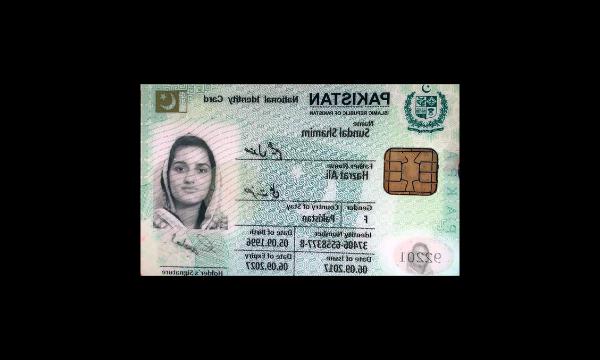 PAKISTAN National Identity Card
ISLAMIC REPUBLIC OF PAKISTAN
Name
Sundal Shamim
Father Name
Hazrat Ali
Gender Country of Stay
F Pakistan
Identity Number Date of Birth
37406-6558377-8 05.09.1996
Date of Issue Date of Expiry
06.09.2017 06.09.2027
Holder's Signature
92201